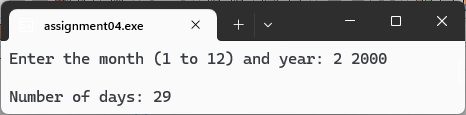 assignment04.exe
Enter the month (1 to 12) and year: 2 2000
Number of days: 29